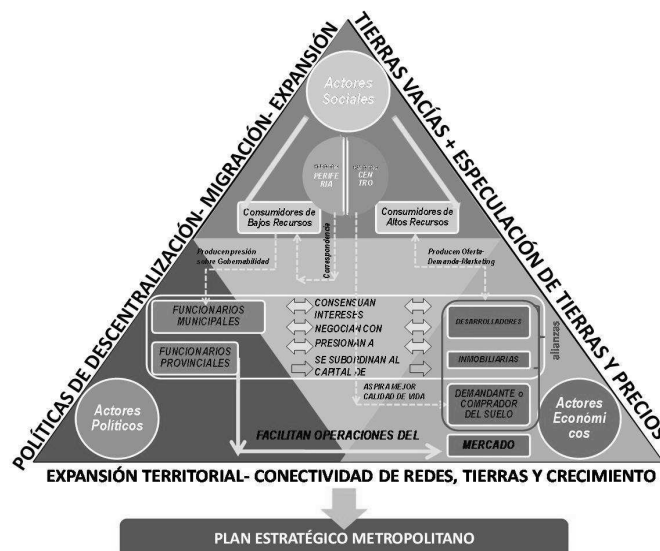 POLÍTICAS DE DESCENTRALIZACIÓN- MIGRACIÓN- EXPANSIÓN
TIERRAS VACÍAS + ESPECULACIÓN DE TIERRAS Y PRECIOS
Actores
Sociales
PERIFE
RIA
CEN
TRO
Consumidores de
Bajos Recursos
Consumidores de
Altos Recursos
Producen presión
sobre Gobernabilidad
Correspondencia
Producen Oferta-
Demanda-Marketing
FUNCIONARIOS
MUNICIPALES
FUNCIONARIOS
PROVINCIALES
CONSENSUAN
INTERESES
NEGOCIAN CON
PRESIONAN A
SE SUBORDINAN AL
CAPITAL DE
DESARROLLADORES
INMOBILIARIAS
DEMANDANTE o
COMPRADOR
DEL SUELO
alianzas
ASPIRA MEJOR
CALIDAD DE VIDA
Actores
Políticos
Actores
Económi
cos
FACILITAN OPERACIONES DEL
MERCADO
EXPANSIÓN TERRITORIAL- CONECTIVIDAD DE REDES, TIERRAS Y CRECIMIENTO
PLAN ESTRATÉGICO METROPOLITANO